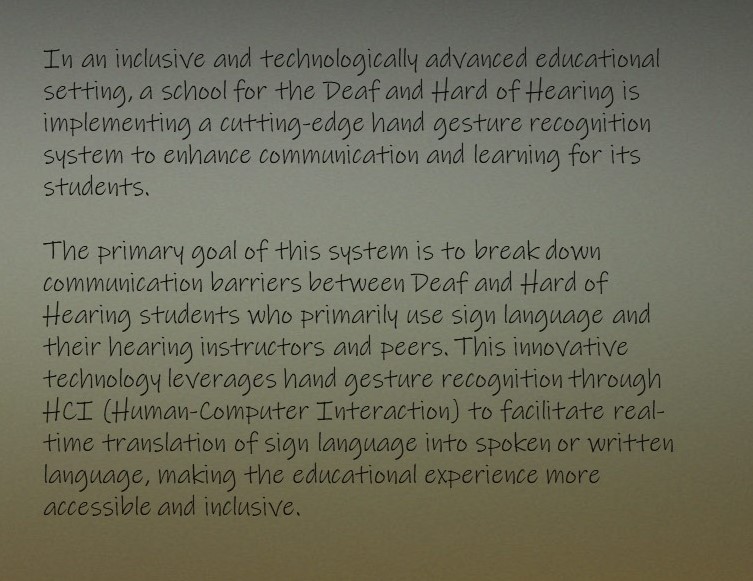 In an inclusive and technologically advanced educational
setting, a school for the Deaf and Hard of Hearing is
implementing a cutting-edge hand gesture recognition
system to enhance communication and learning for its
students.

The primary goal of this system is to break down
communication barriers between Deaf and Hard of
Hearing students who primarily use sign language and
their hearing instructors and peers. This innovative
technology leverages hand gesture recognition through
HCI (Human-Computer Interaction) to facilitate real-
time translation of sign language into spoken or written
language, making the educational experience more
accessible and inclusive.